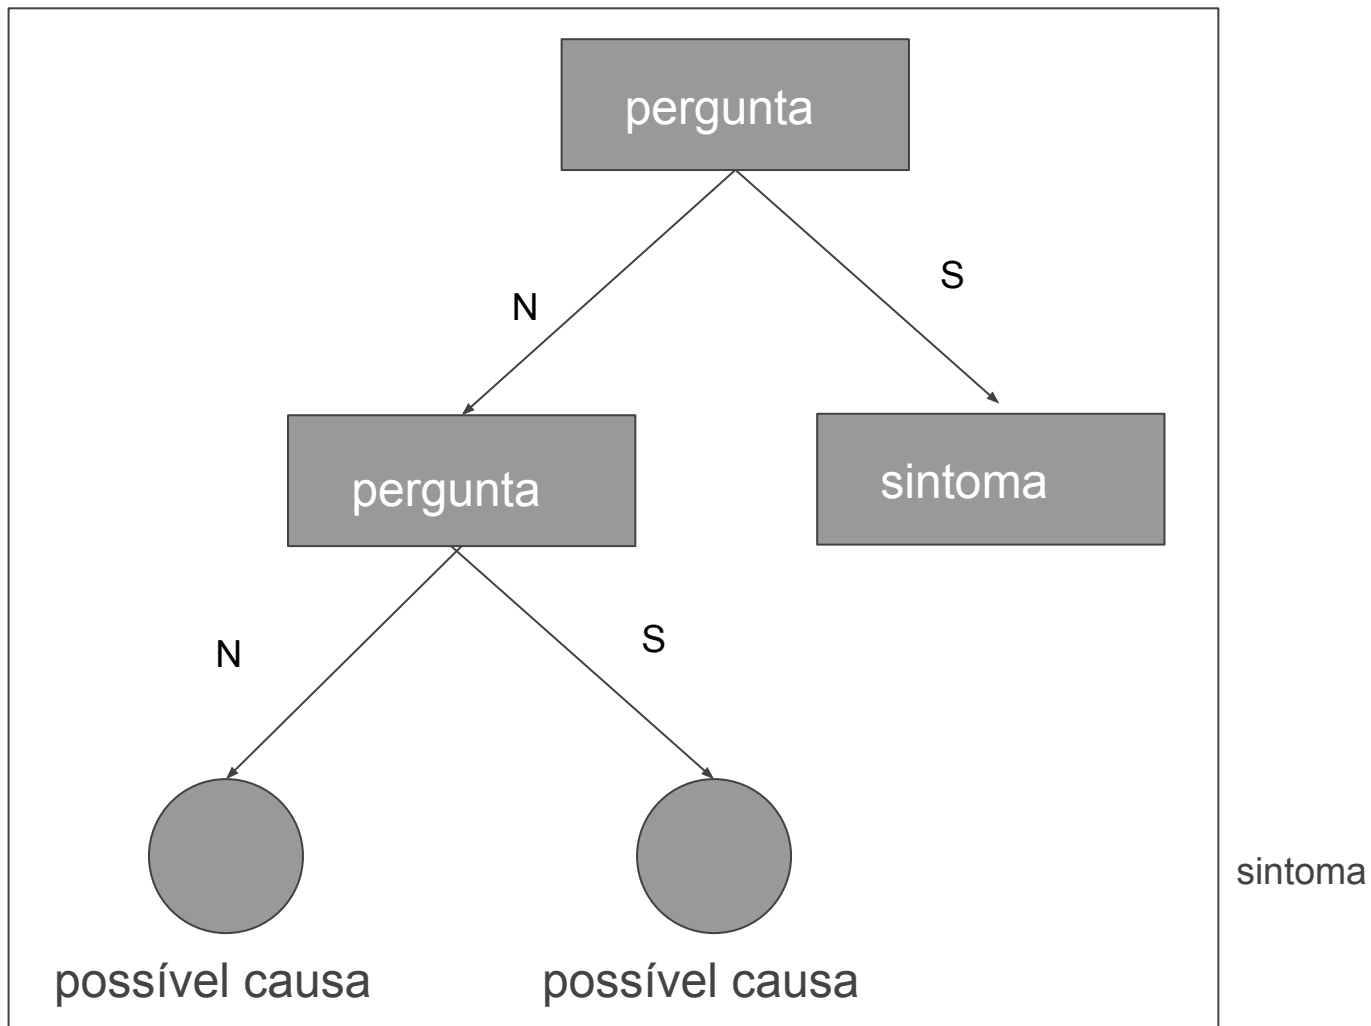 pergunta
S
N
pergunta
sintoma
S
N
sintoma
possível causa
possível causa